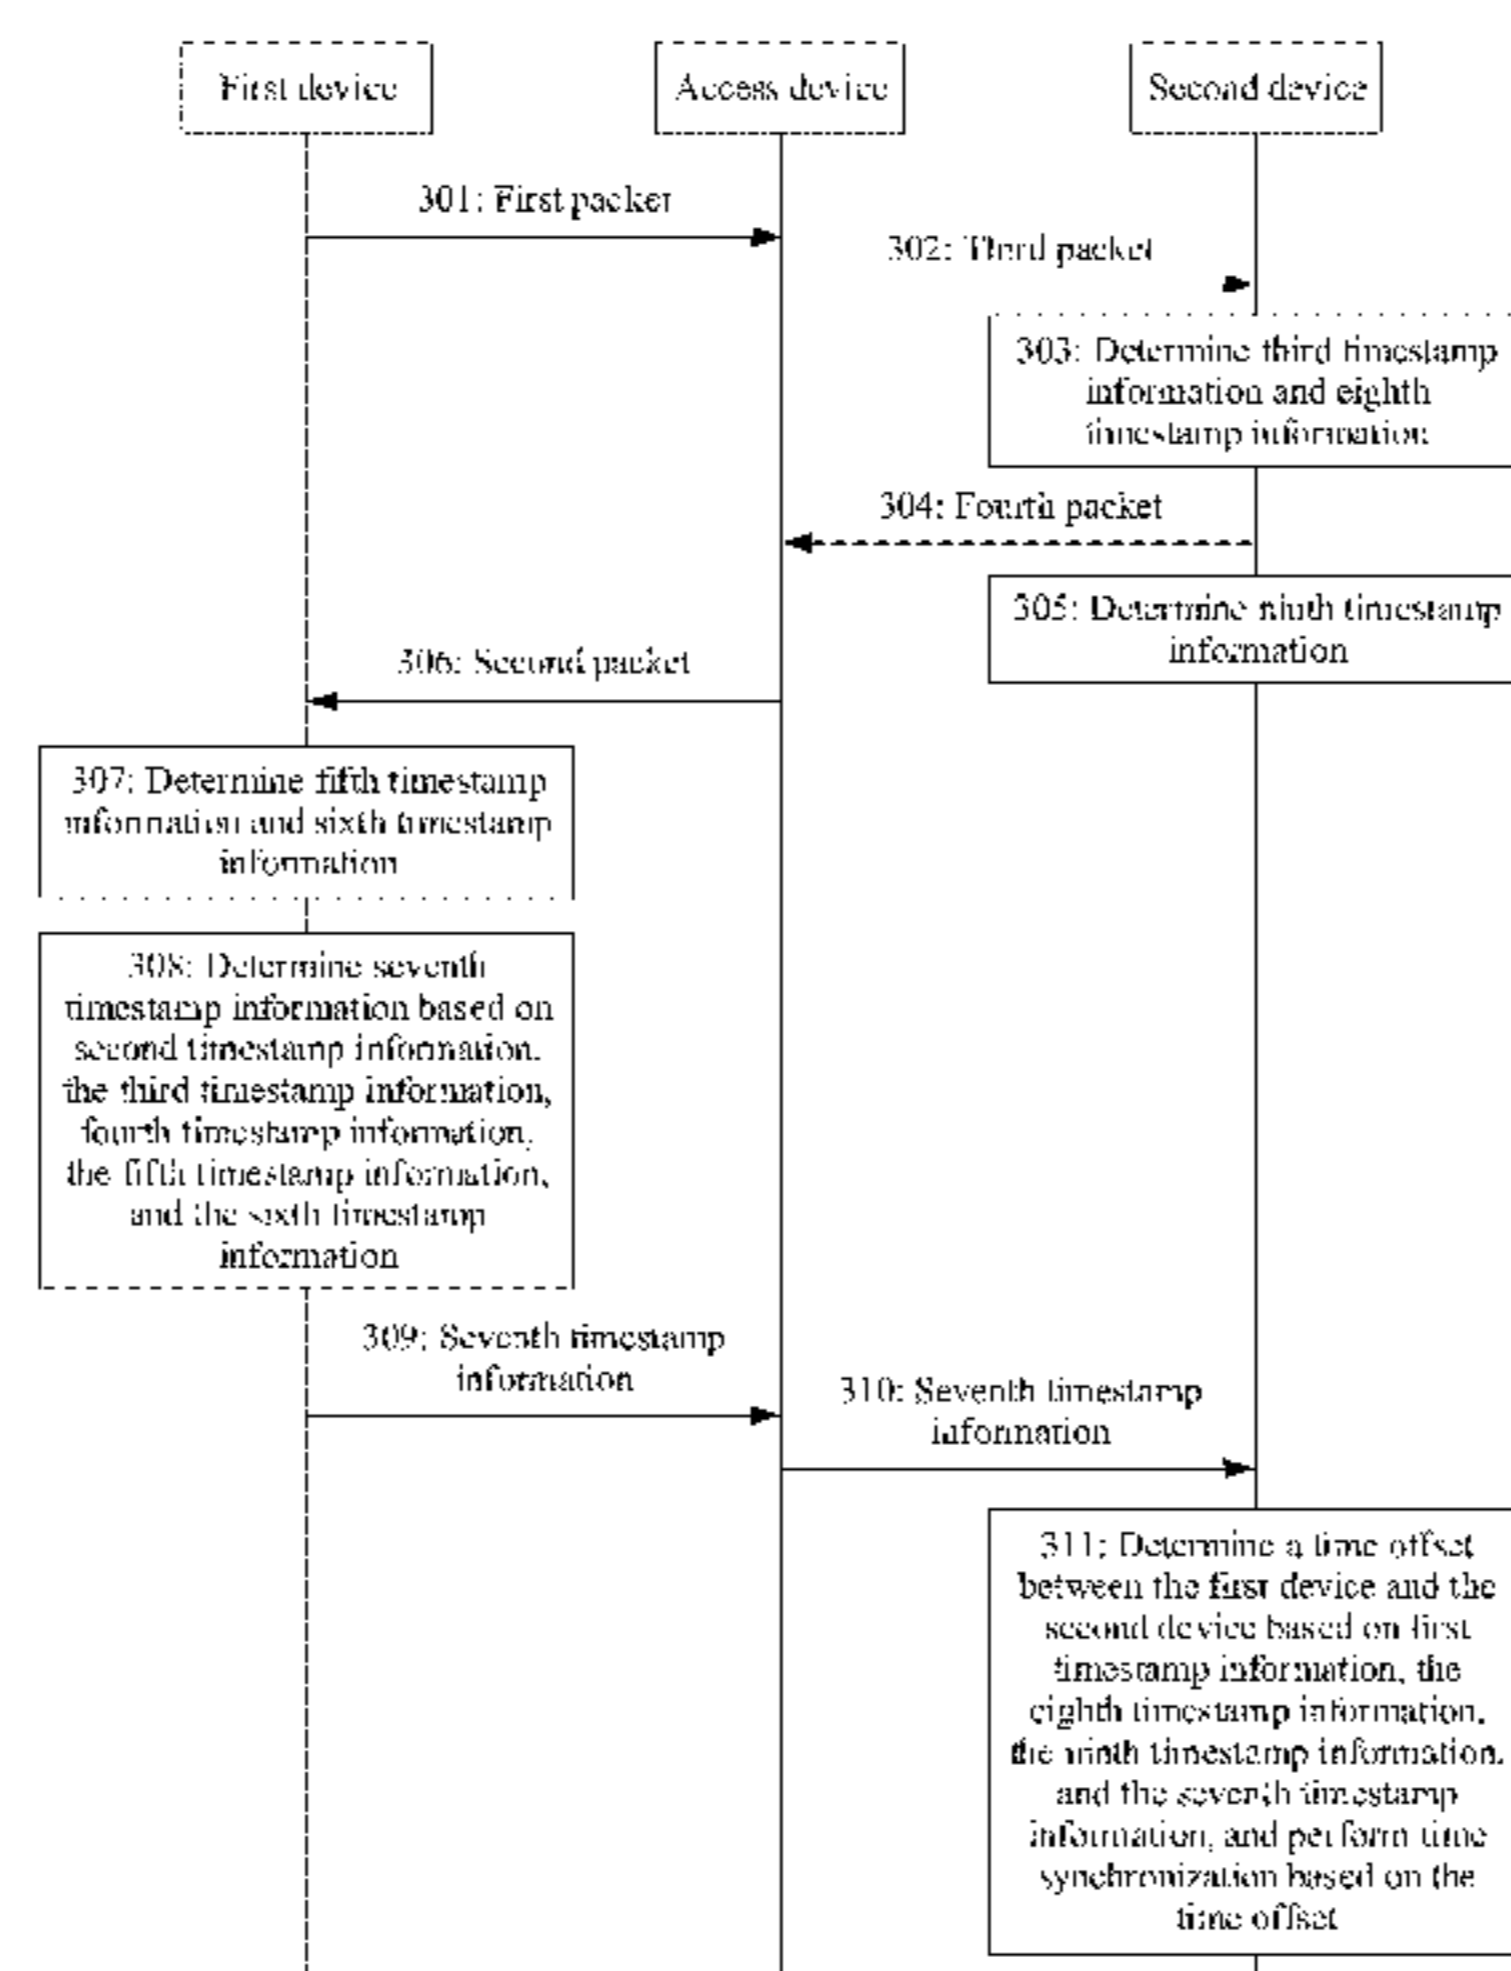 First device
Access device
Second device
301: First packet
302: Third packet
303: Determine third timestamp
information and eighth
timestamp information
304: Fourth packet
305: Determine ninth timestamp
information
306: Second packet
307: Determine fifth timestamp
information and sixth timestamp
information
308: Determine seventh
timestamp information based on
second timestamp information,
the third timestamp information,
fourth timestamp information,
the fifth timestamp information,
and the sixth timestamp
information
309: Seventh timestamp
information
310: Seventh timestamp
information
311: Determine a time offset
between the first device and the
second device based on first
timestamp information, the
eighth timestamp information,
the ninth timestamp information,
and the seventh timestamp
information, and perform time
synchronization based on the
time offset